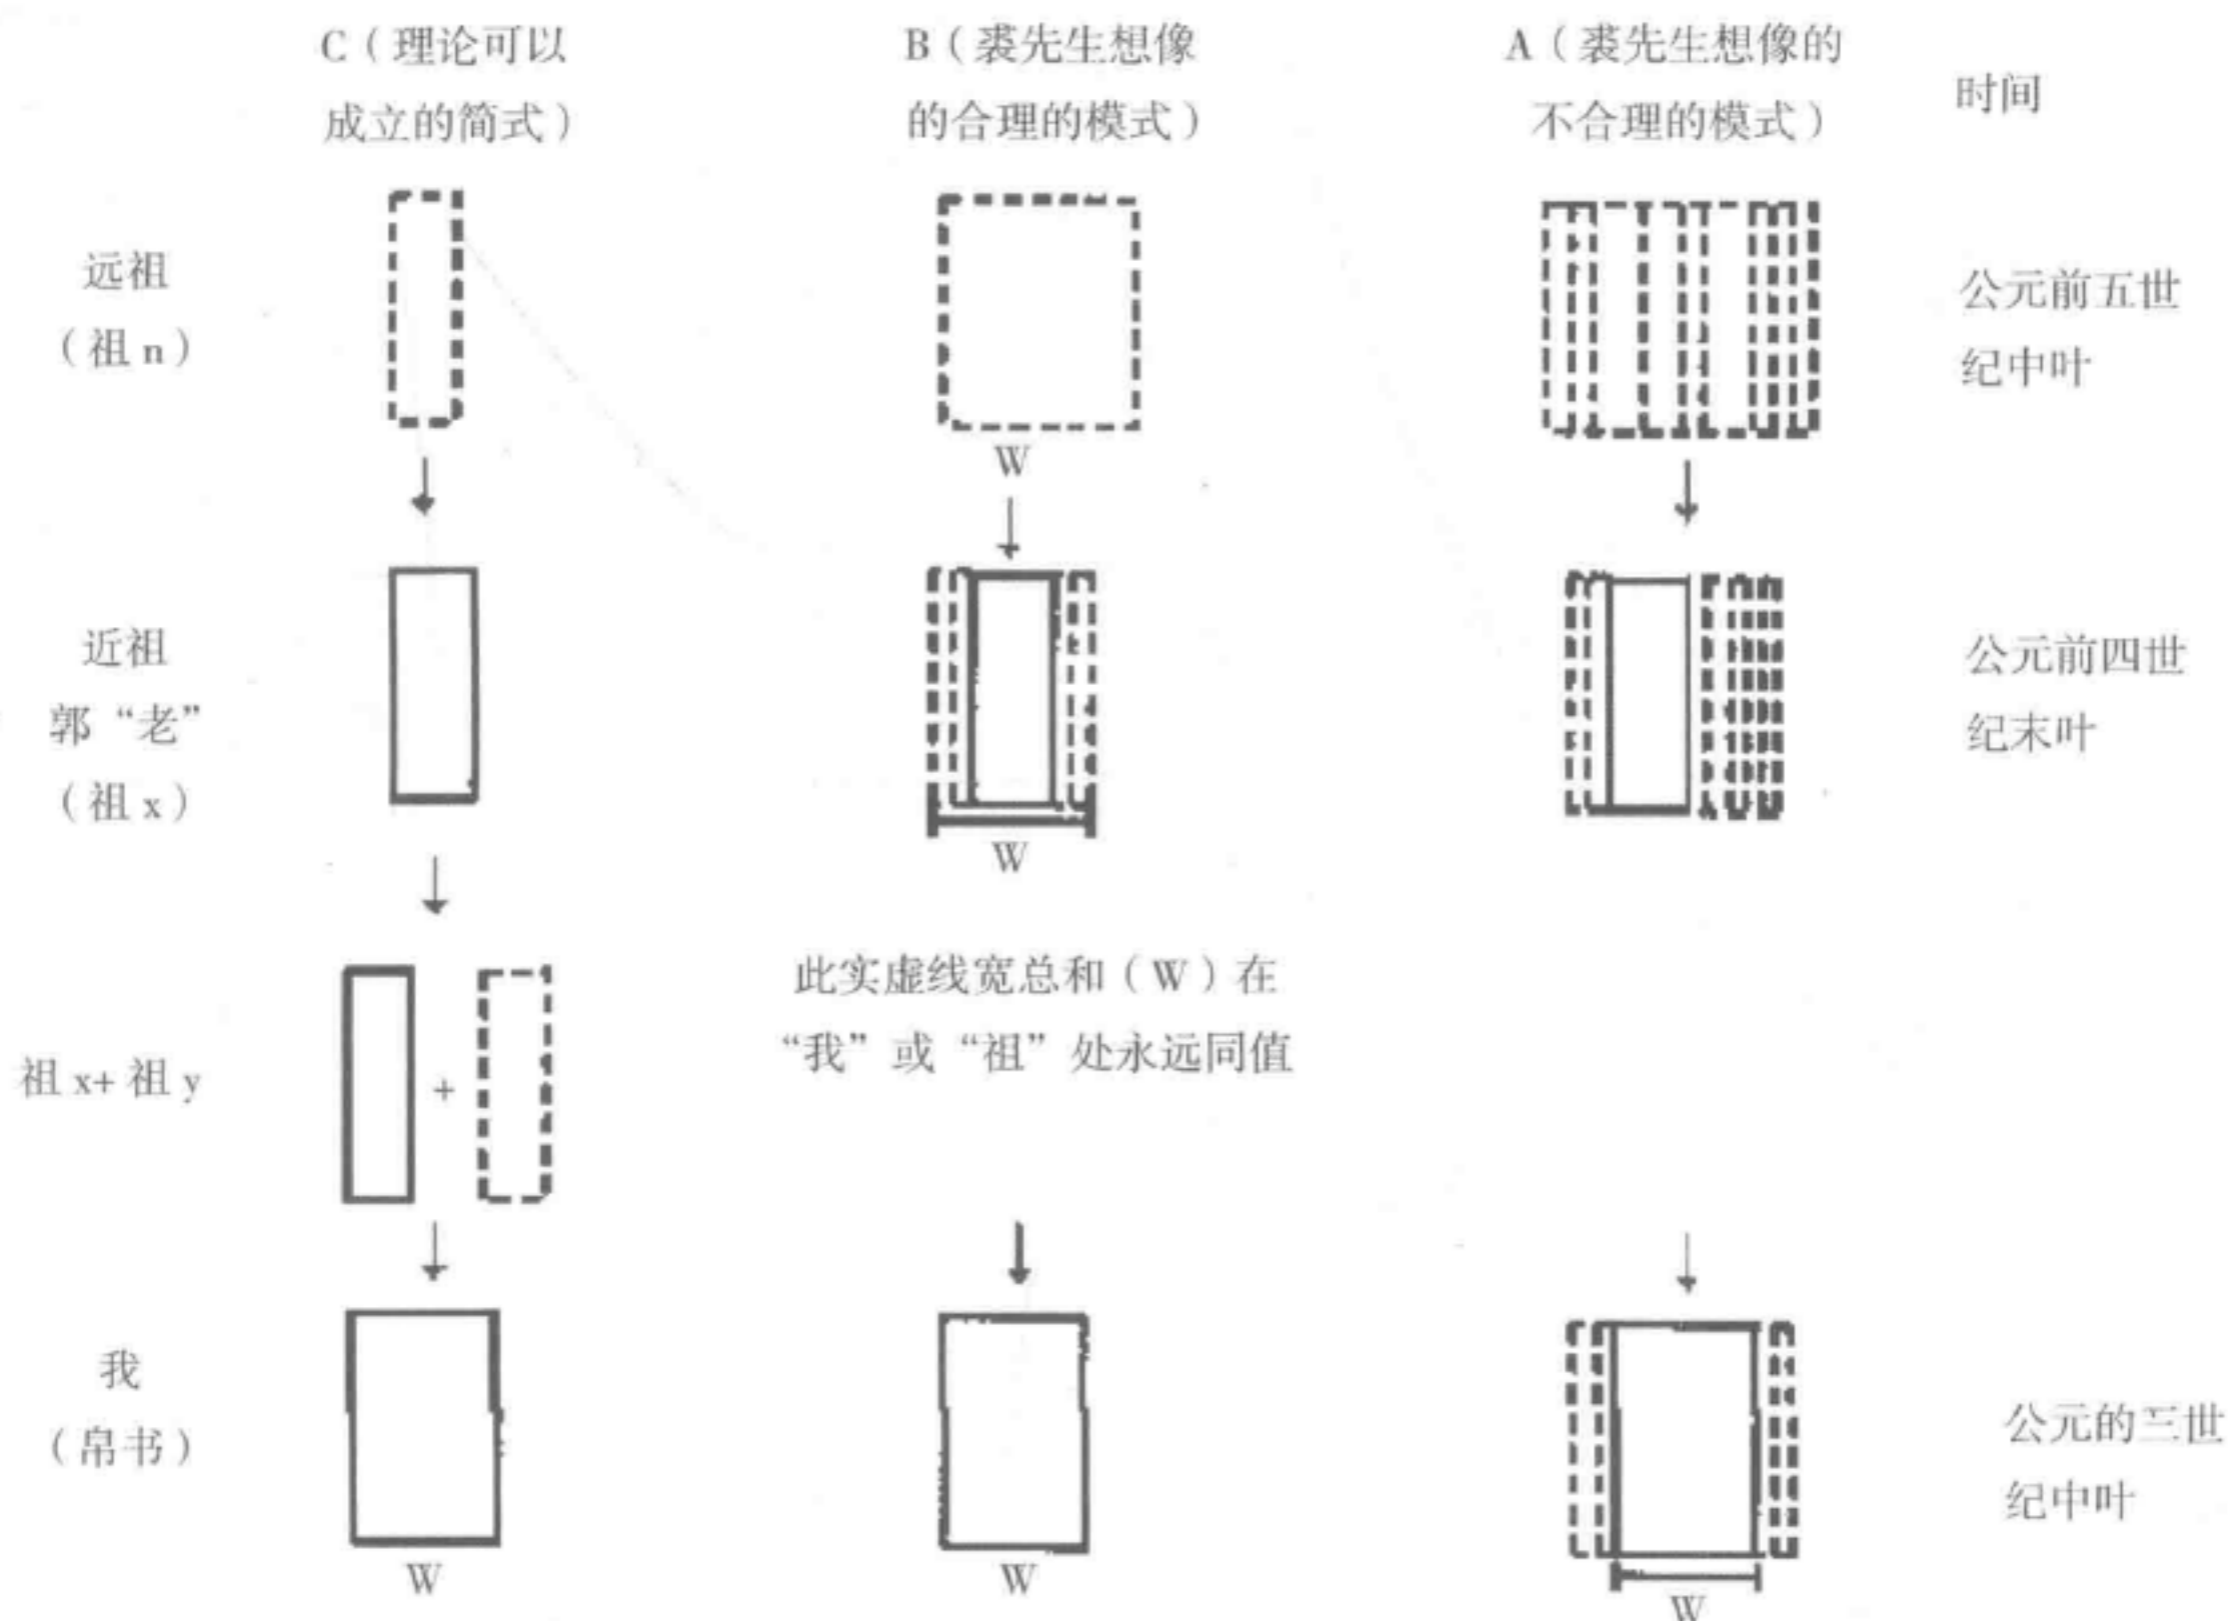 C（理论可以
成立的简式）
B（裘先生想像
的合理的模式）
A（裘先生想像的
不合理的模式）
时间
远祖
（祖 n）
W
公元前五世
纪中叶
近祖
郭“老”
（祖 x）
W
公元前四世
纪末叶
祖 x+ 祖 y
+
此实虚线宽总和（W）在
“我”或“祖”处永远同值
我
（帛书）
W
W
W
公元的三世
纪中叶